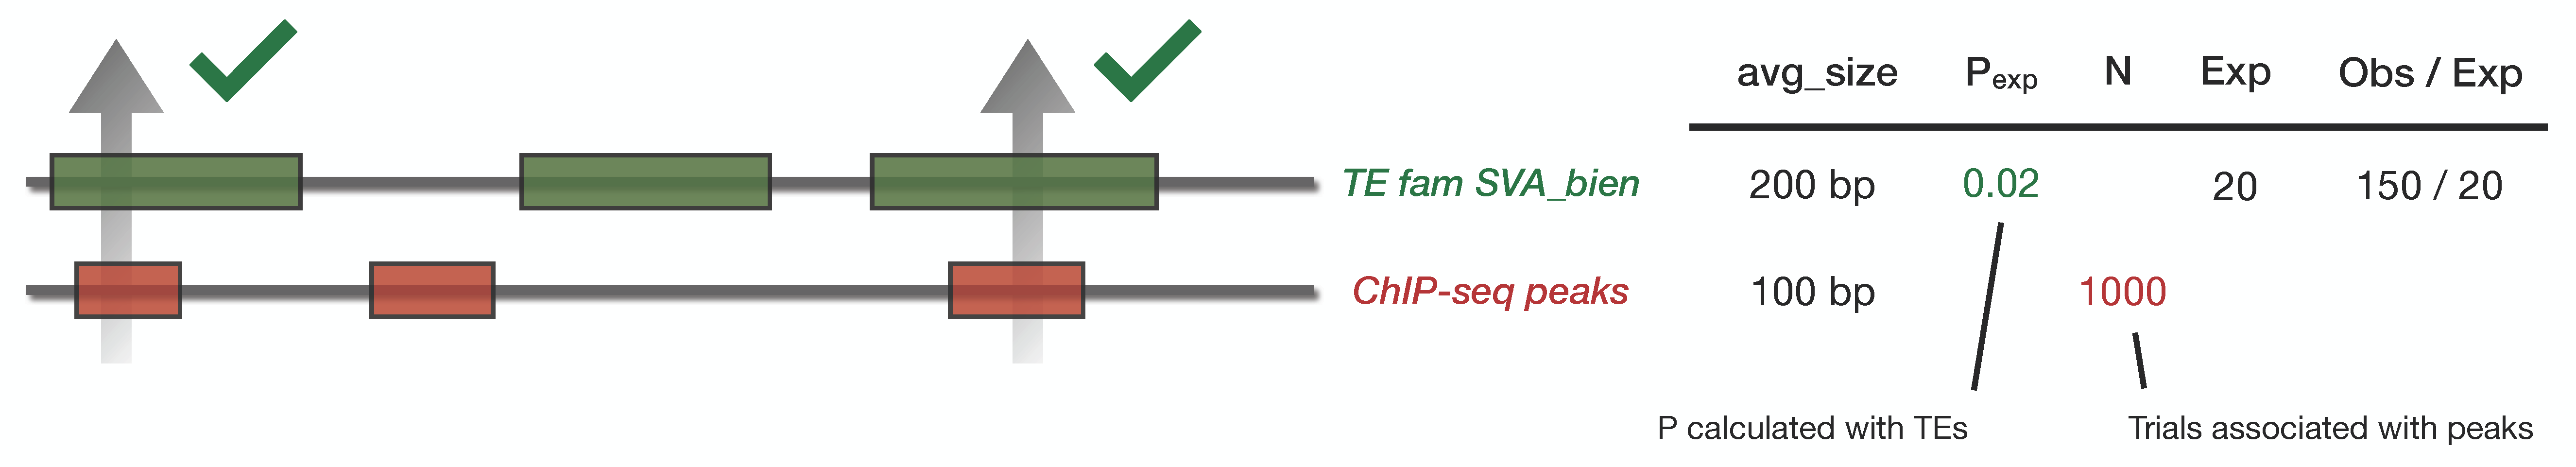 avg_size Pexp N Exp Obs / Exp
TE fam SVA_bien 200 bp 0.02 20 150 / 20
ChIP-seq peaks 100 bp 1000
P calculated with TEs Trials associated with peaks